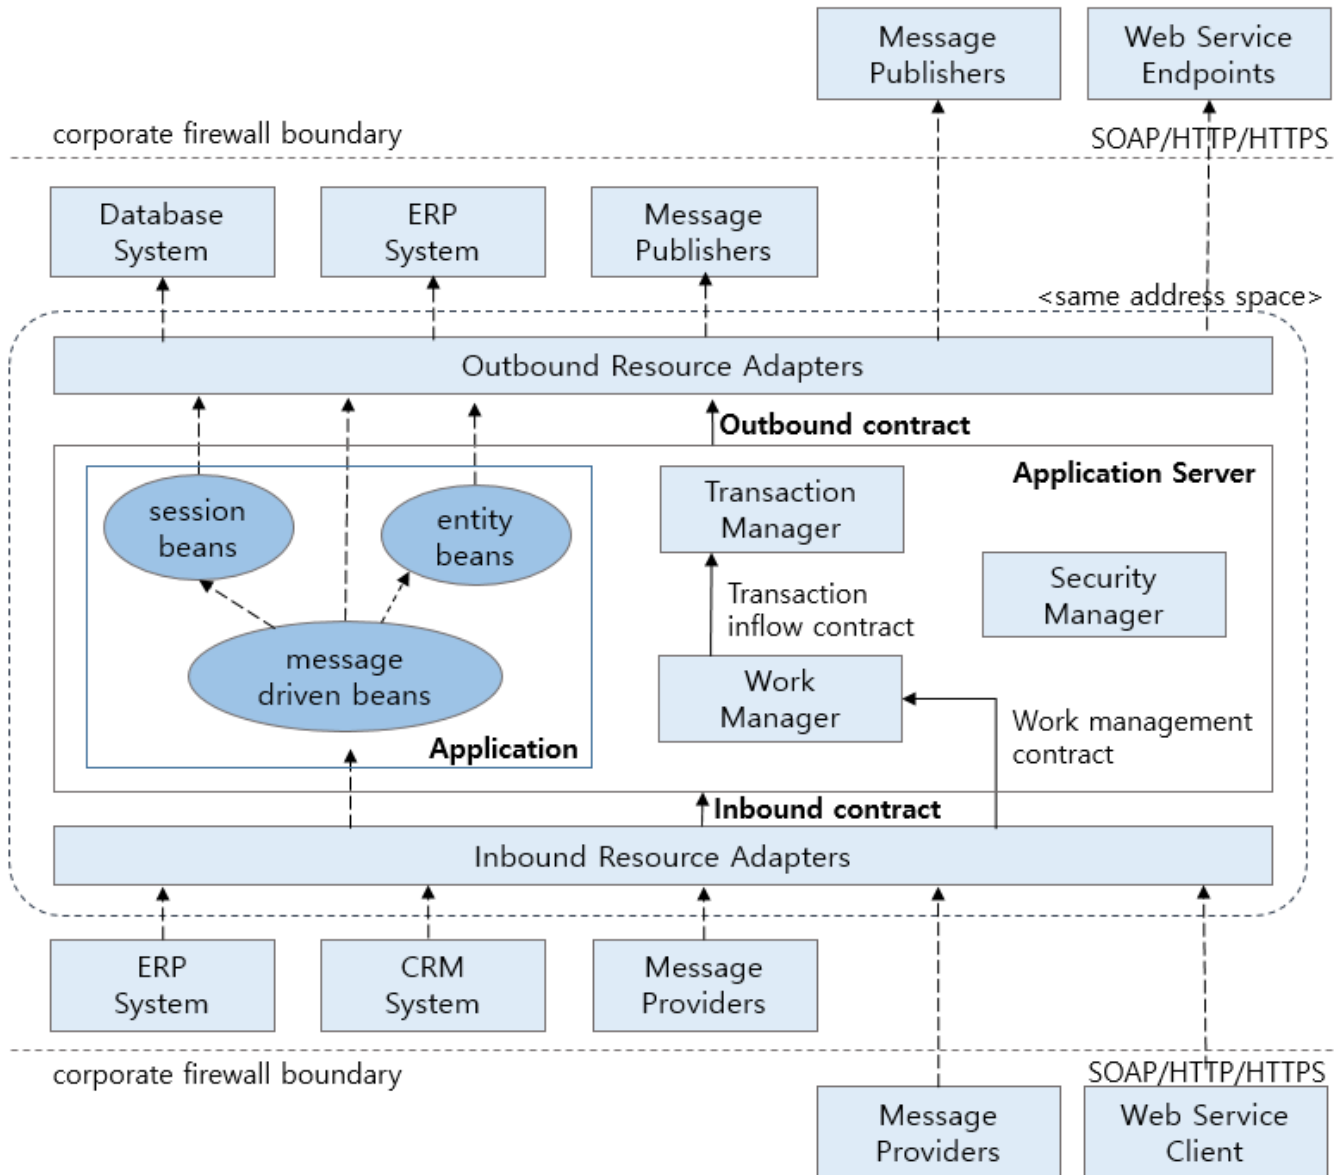 Message
Publishers
Web Service
Endpoints
corporate firewall boundary
SOAP/HTTP/HTTPS
Database
System
ERP
System
Message
Publishers
<same address space>
Outbound Resource Adapters
Outbound contract
Application Server
session
beans
entity
beans
Transaction
Manager
Security
Manager
Transaction
inflow contract
message
driven beans
Work
Manager
Work management
contract
Application
Inbound contract
Inbound Resource Adapters
ERP
System
CRM
System
Message
Providers
corporate firewall boundary
SOAP/HTTP/HTTPS
Message
Providers
Web Service
Client